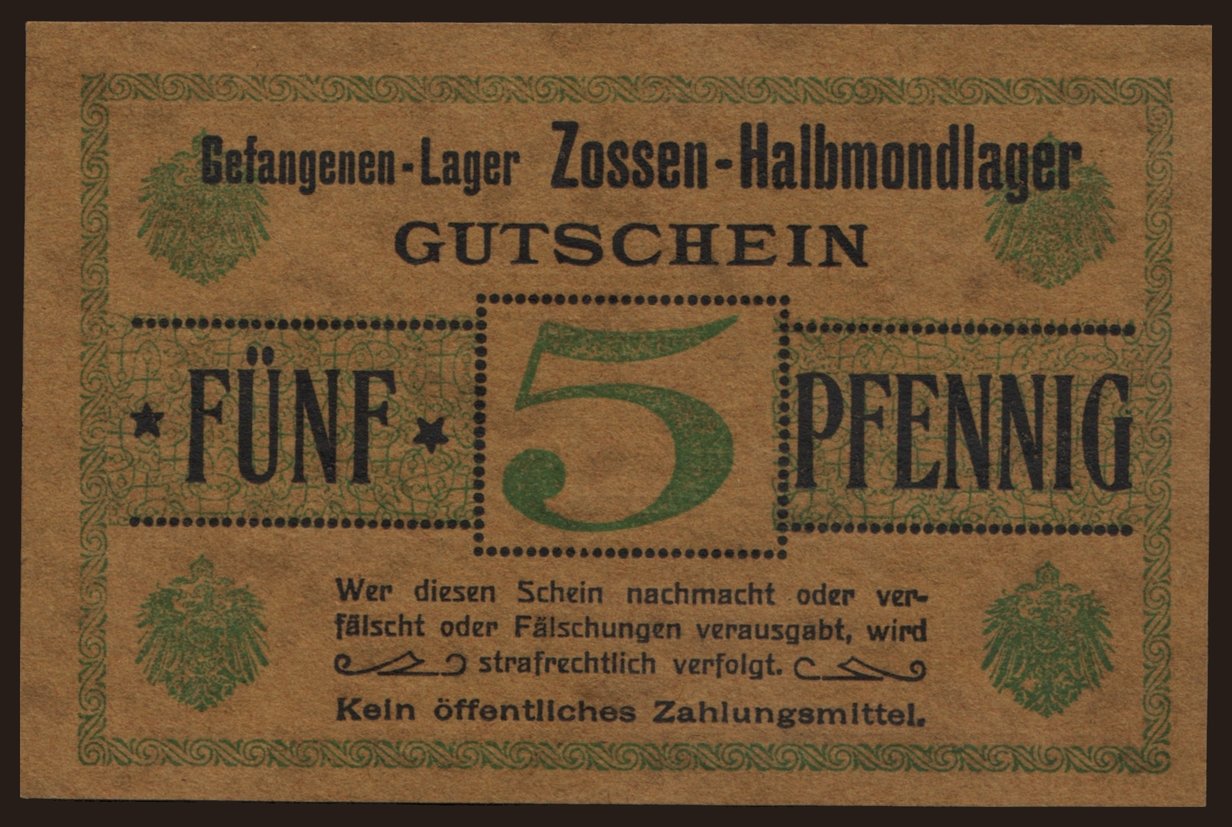 Gefangenen-Lager Zossen-Halbmondlager
GUTSCHEIN
FÜNF 5 PFENNIG
Wer diesen Schein nachmacht oder ver-
fälscht oder Fälschungen verausgabt, wird
strafrechtlich verfolgt.
Kein öffentliches Zahlungsmittel.